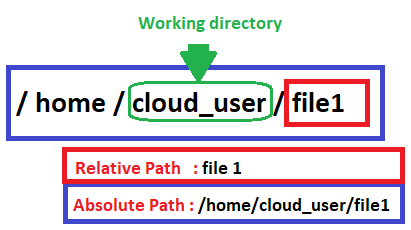 Working directory
/ home / cloud_user / file1
Relative Path : file 1
Absolute Path : /home/cloud_user/file1